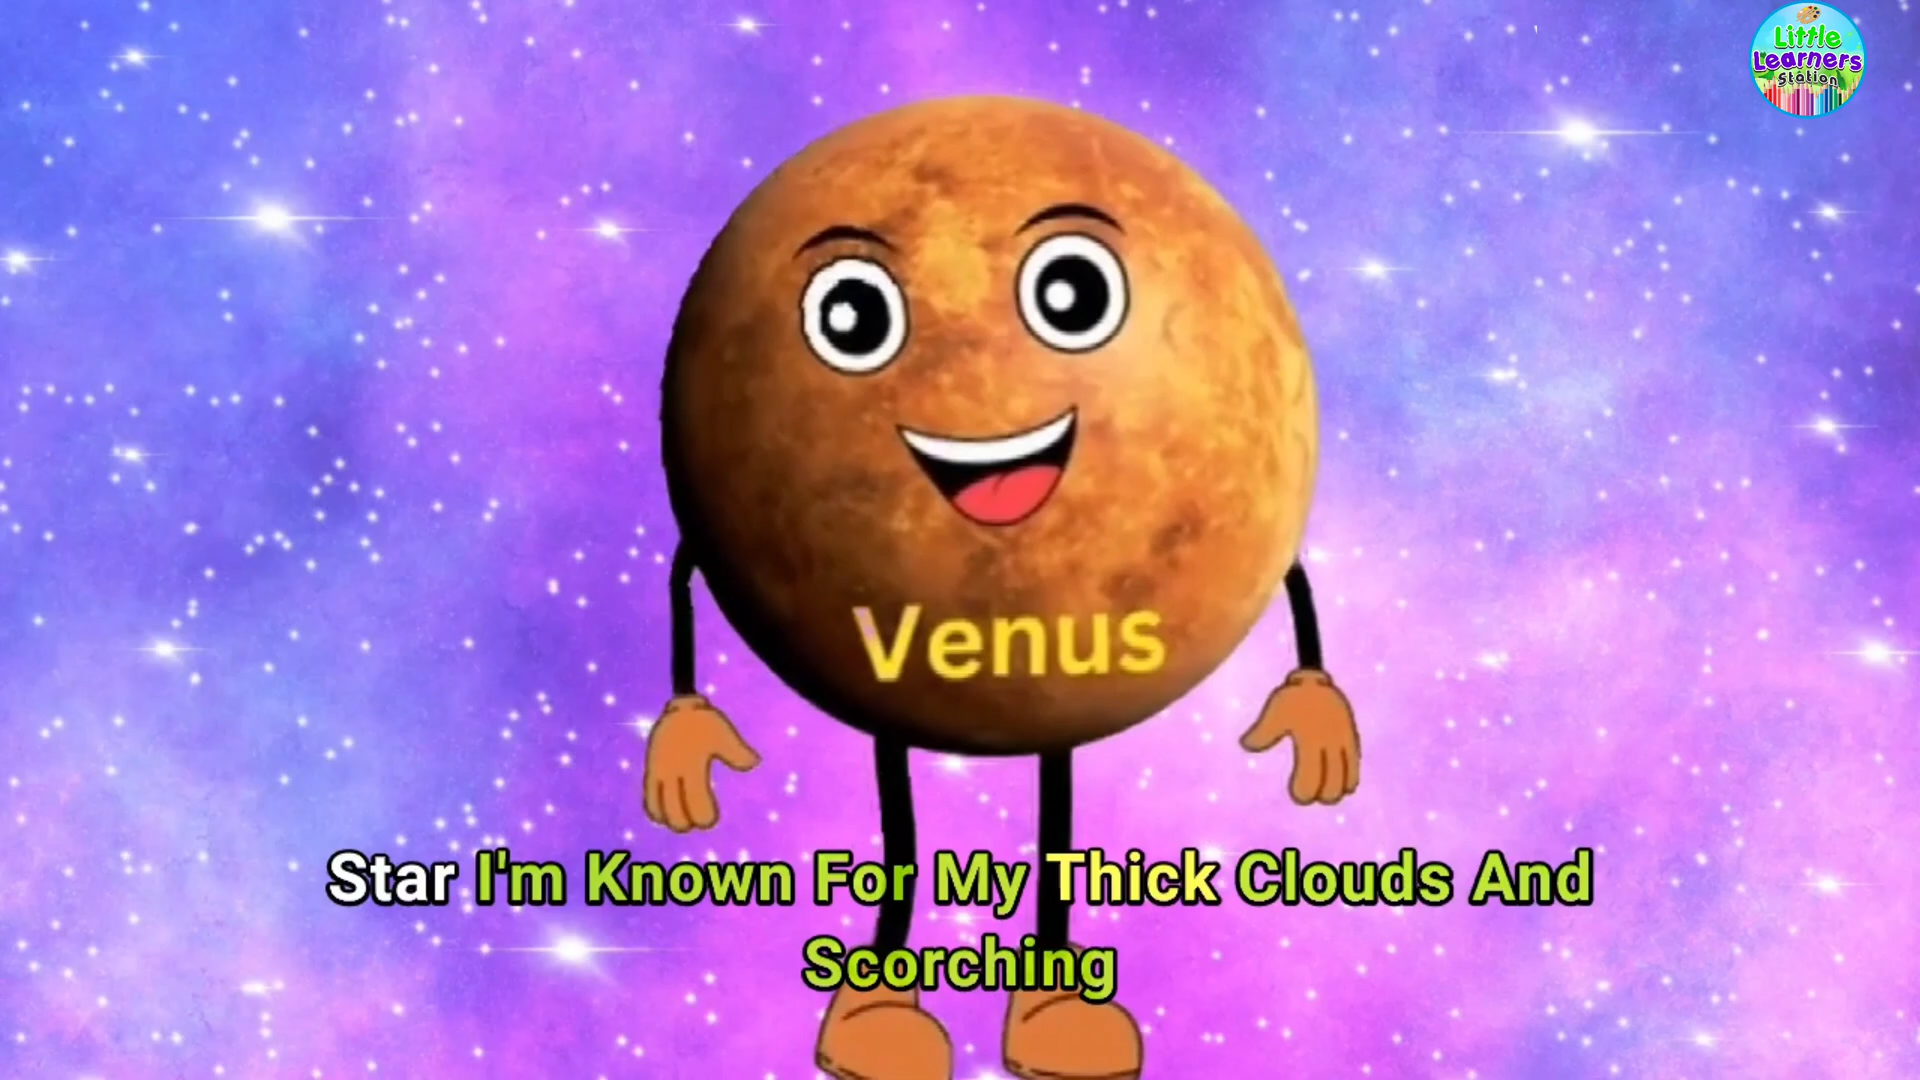 Little
Learners
Station
Venus
Star I'm Known For My Thick Clouds And
Scorching